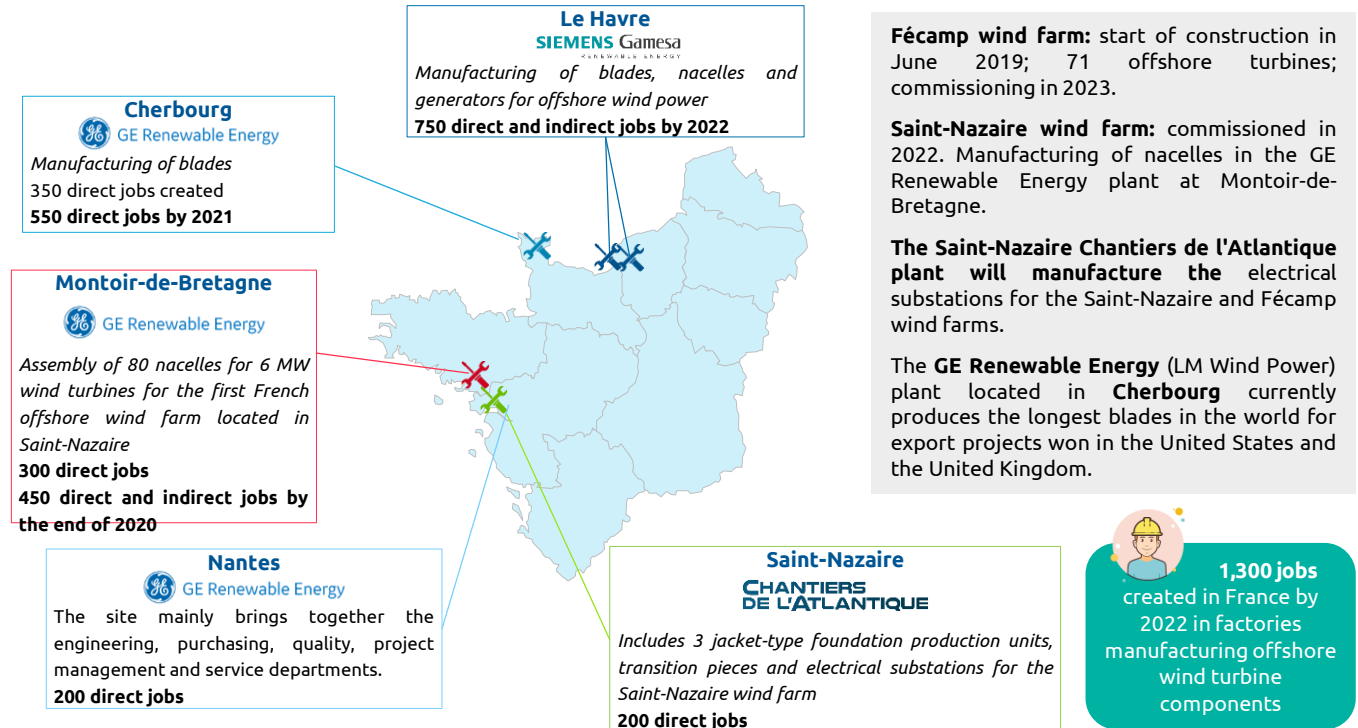 Le Havre
SIEMENS Gamesa
RENEWABLE ENERGY
Manufacturing of blades, nacelles and
generators for offshore wind power
750 direct and indirect jobs by 2022
Cherbourg
GE Renewable Energy
Manufacturing of blades
350 direct jobs created
550 direct jobs by 2021
Montoir-de-Bretagne
GE Renewable Energy
Assembly of 80 nacelles for 6 MW
wind turbines for the first French
offshore wind farm located in
Saint-Nazaire
300 direct jobs
450 direct and indirect jobs by
the end of 2020
Nantes
GE Renewable Energy
The site mainly brings together the
engineering, purchasing, quality, project
management and service departments.
200 direct jobs
Saint-Nazaire
CHANTIERS
DE L'ATLANTIQUE
Includes 3 jacket-type foundation production units,
transition pieces and electrical substations for the
Saint-Nazaire wind farm
200 direct jobs
Fécamp wind farm: start of construction in
June 2019; 71 offshore turbines;
commissioning in 2023.
Saint-Nazaire wind farm: commissioned in
2022. Manufacturing of nacelles in the GE
Renewable Energy plant at Montoir-de-
Bretagne.
The Saint-Nazaire Chantiers de l'Atlantique
plant will manufacture the electrical
substations for the Saint-Nazaire and Fécamp
wind farms.
The GE Renewable Energy (LM Wind Power)
plant located in Cherbourg currently
produces the longest blades in the world for
export projects won in the United States and
the United Kingdom.
1,300 jobs
created in France by
2022 in factories
manufacturing offshore
wind turbine
components